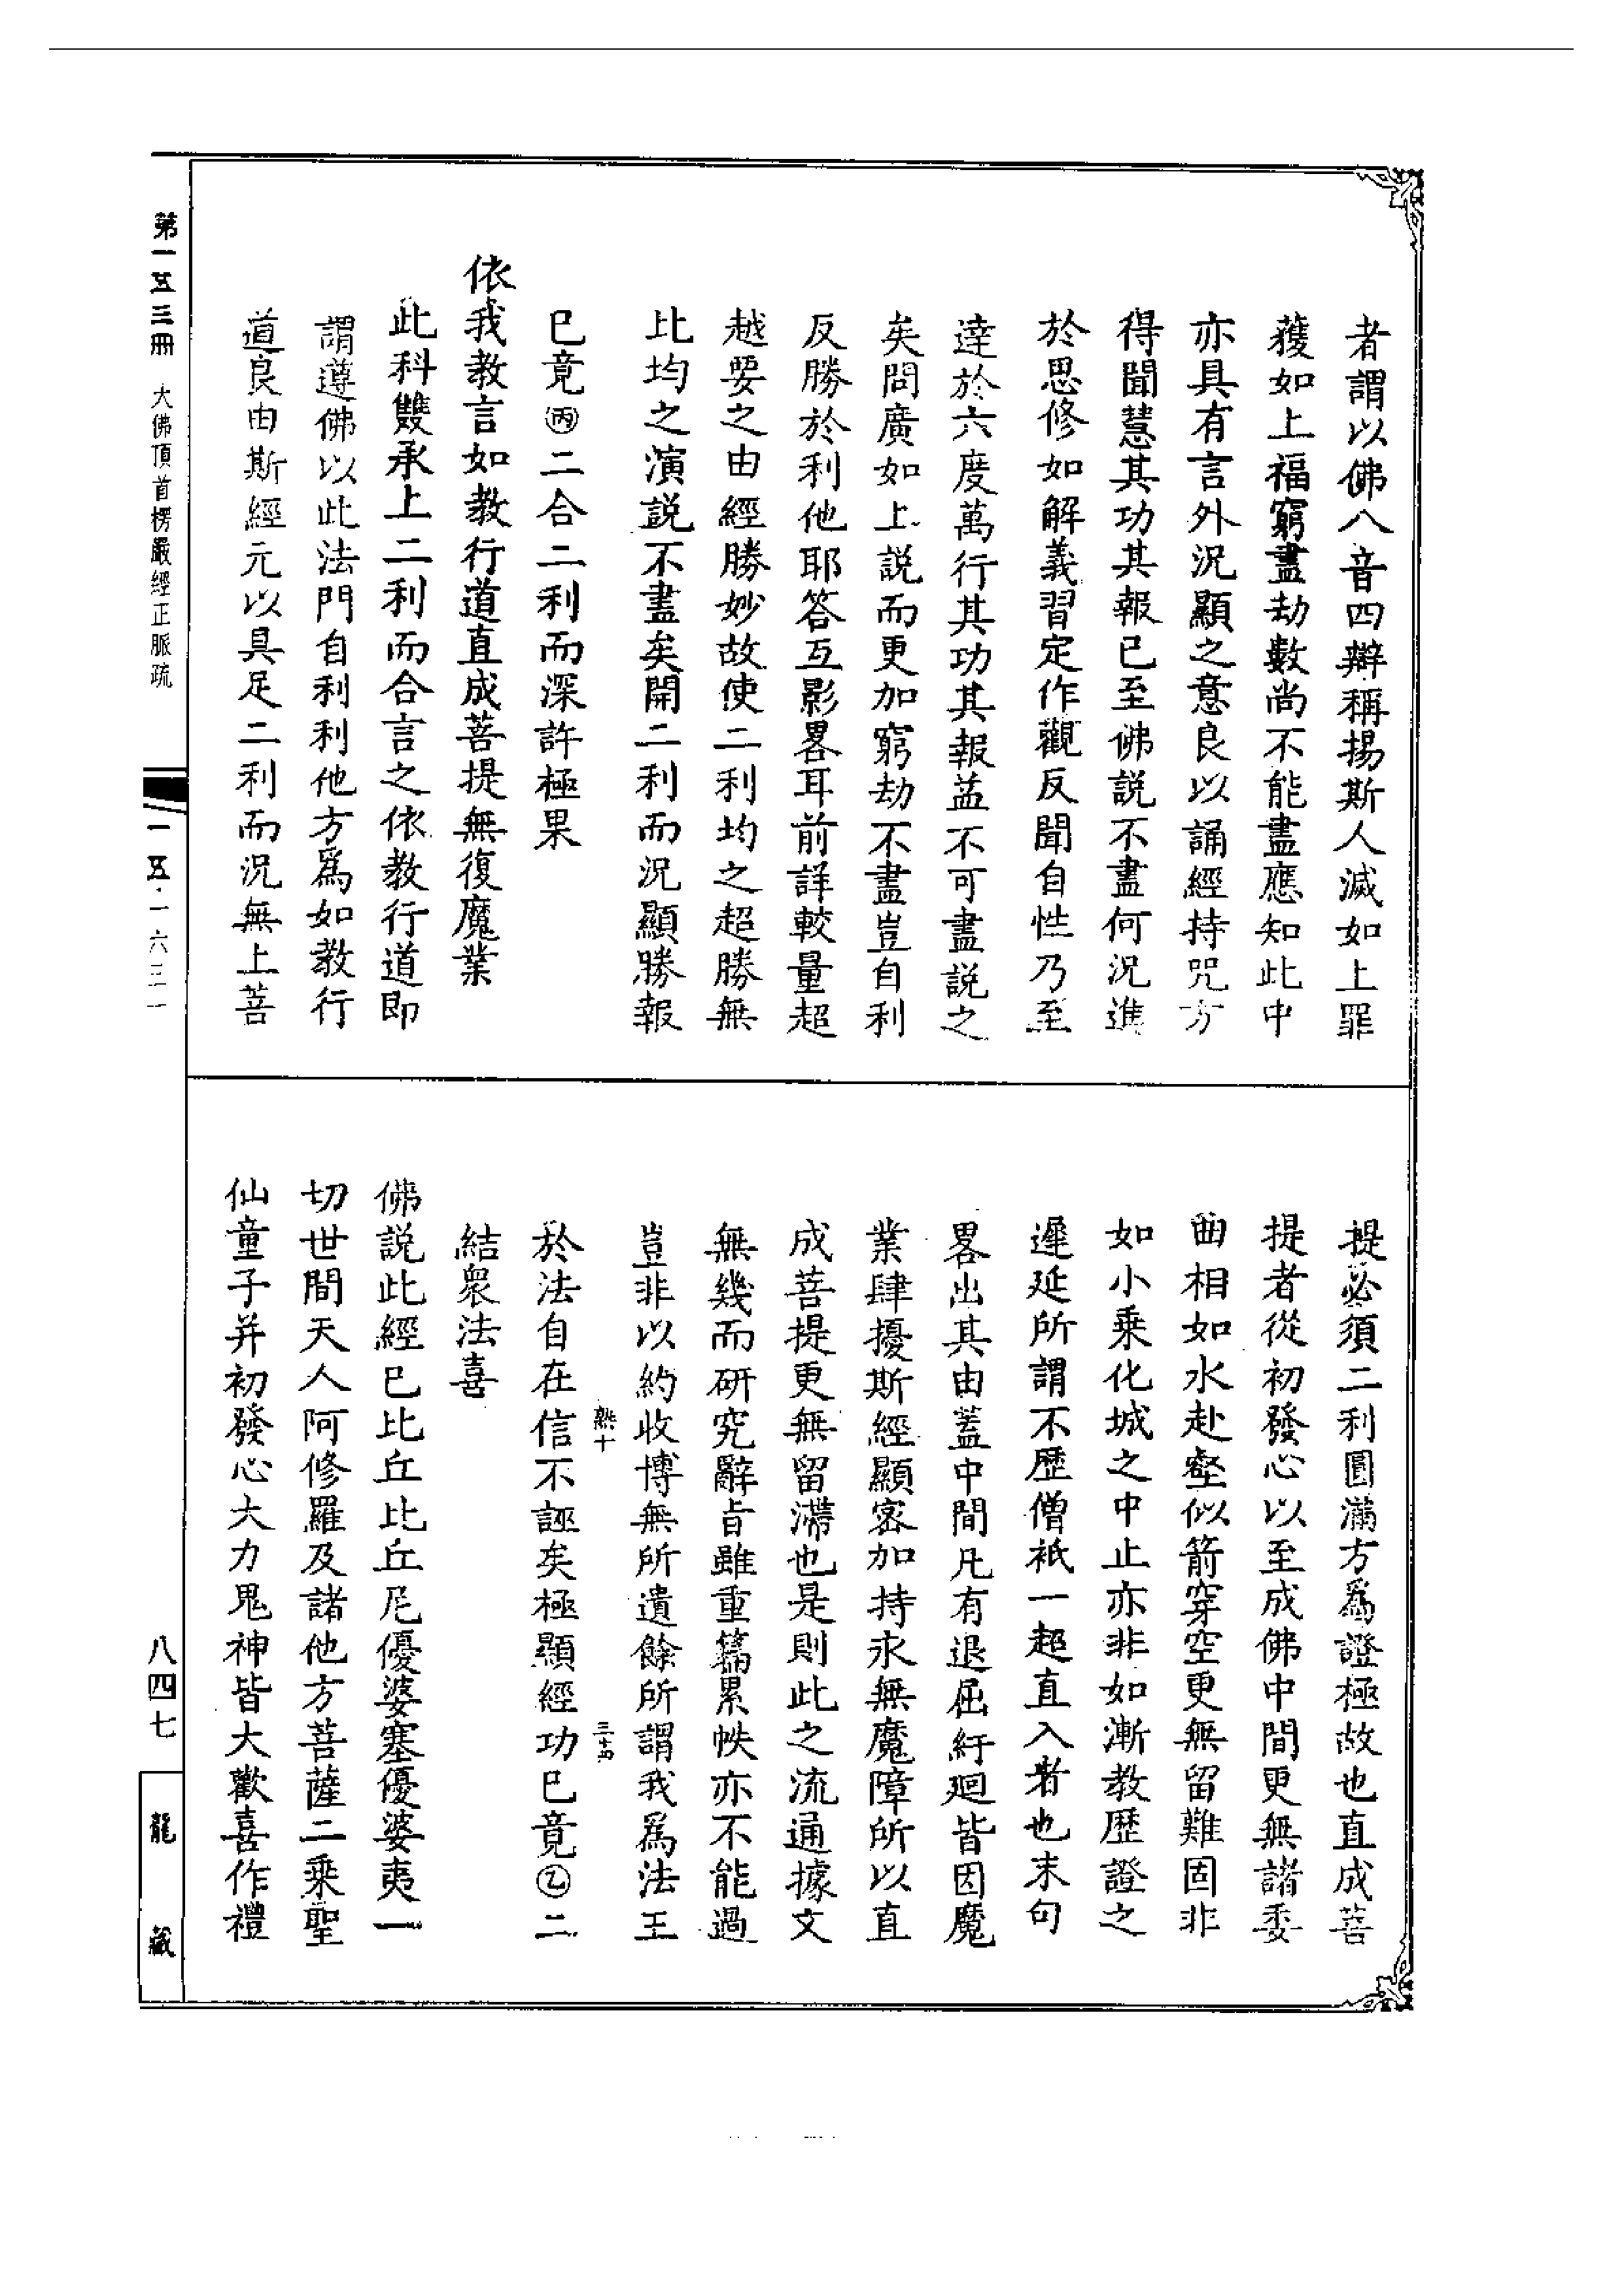 者謂以佛八音四辯稱揚斯人滅如上罪
獲如上福窮盡劫數尚不能盡應知此中
亦具有言外況顯之意良以誦經持咒方
得聞慧其功其報已至佛說不盡何況進
於思修如解義習定作觀反聞自性乃至
達於六度萬行其功其報益不可盡說之
矣問廣如上說而更加窮劫不盡豈自利
反勝於利他耶答互影畧耳前詳較量超
越要之由經勝妙故使二利均之超勝無
比均之演說不盡矣開二利而況顯勝報
巳竟㊅二合二利而深許極果
依我教言如教行道直成菩提無復魔業
此科雙承上二利而合言之依教行道即
謂遵佛以此法門自利利他方爲如教行
道良由斯經元以具足二利而況無上菩
提必須二利圓滿方爲證極故也直成菩
提者從初發心以至成佛中間更無諸委
曲相如水赴壑似箭穿空更無留難固非
如小乘化城之中止亦非如漸教歷證之
遲延所謂不歷僧祇一超直入者也末句
畧出其由蓋中間凡有退屈紆廻皆因魔
業肆擾斯經顯密加持永無魔障所以直
成菩提更無留滯也是則此之流通據文
無幾而研究辭旨雖重篇累帙亦不能過
豈非以約收博無所遺餘所謂我爲法王
熱十
三十四
於法自在信不誣矣極顯經功巳竟㊁二
結衆法喜
佛說此經巳比丘比丘尼優婆塞優婆夷一
切世間天人阿修羅及諸他方菩薩二乘聖
仙童子并初發心大力鬼神皆大歡喜作禮
第一五三冊 大佛頂首楞嚴經正脈疏
一五·一六三一
八四七
龍藏